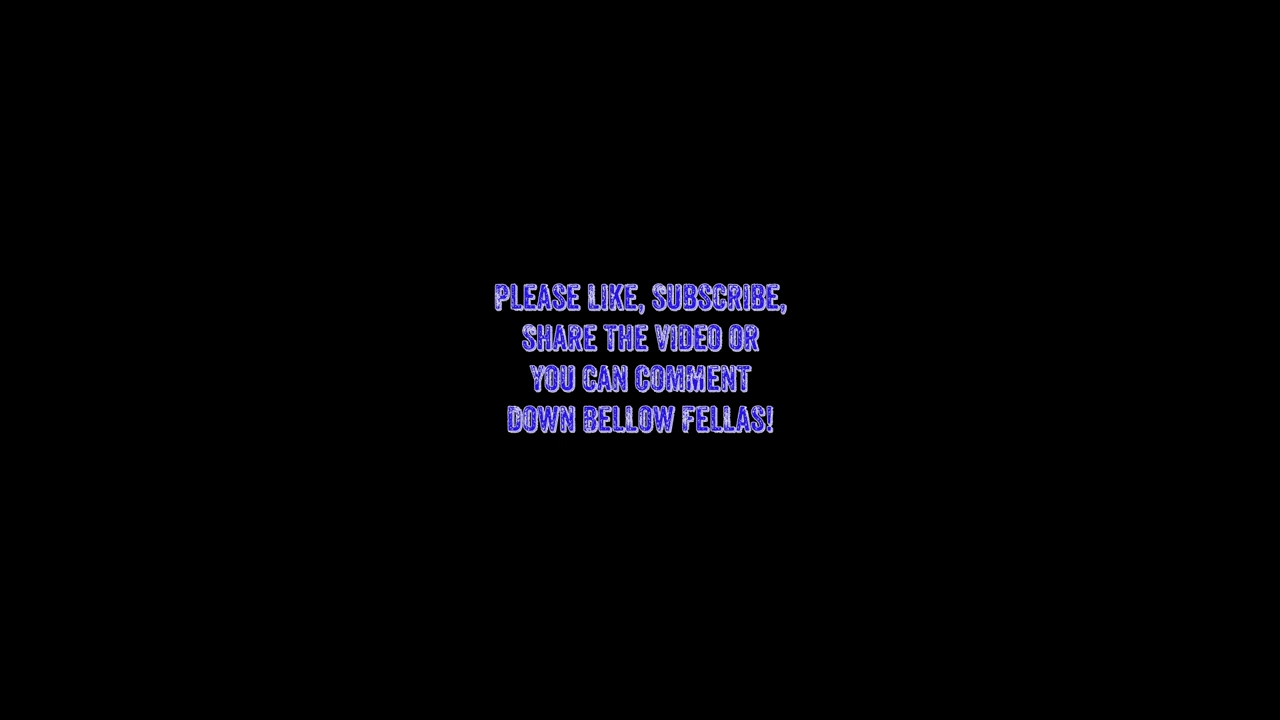 PLEASE LIKE, SUBSCRIBE,
SHARE THE VIDEO OR
YOU CAN COMMENT
DOWN BELLOW FELLAS!